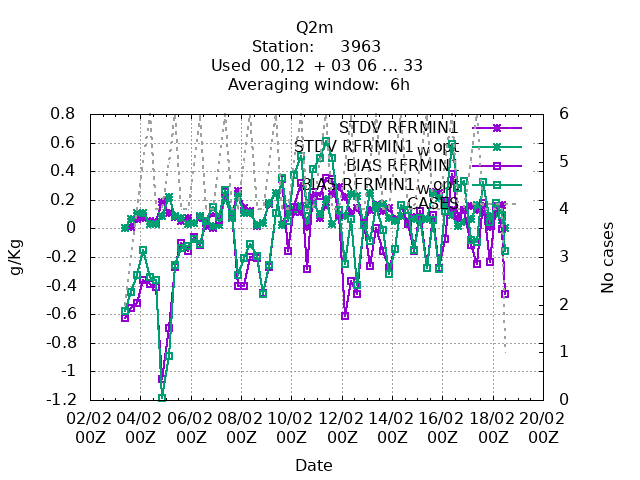 Q2m
Station: 3963
Used 00,12 + 03 06 ... 33
Averaging window: 6h
STDV RFRMIN1
STDV RFRMIN1_w opt
BIAS RFRMIN1
BIAS RFRMIN1_w opt
CASES
0.8
0.6
0.4
0.2
0
-0.2
-0.4
-0.6
-0.8
-1
-1.2
g/Kg
6
5
4
3
2
1
0
No cases
02/02 04/02 06/02 08/02 10/02 12/02 14/02 16/02 18/02 20/02
00Z 00Z 00Z 00Z 00Z 00Z 00Z 00Z 00Z 00Z
Date